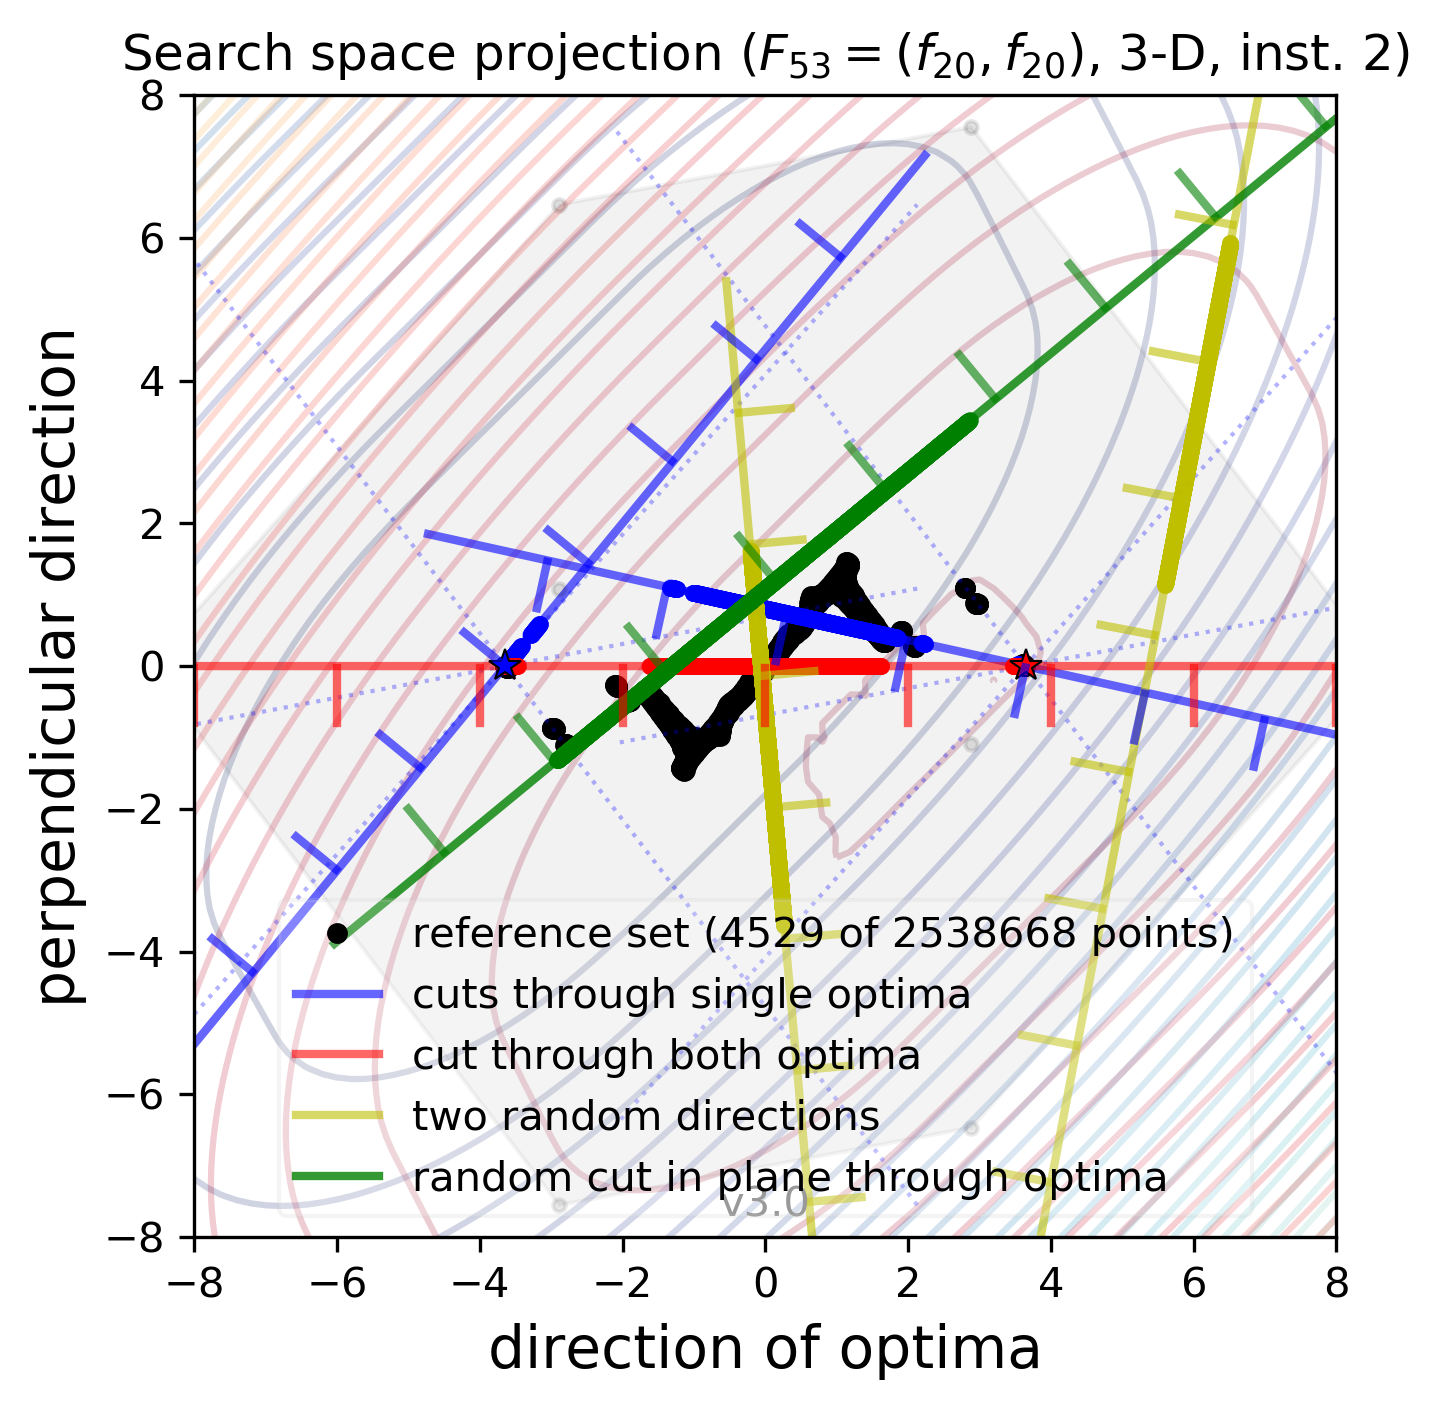 Search space projection (F₅₃ = (f₂₀, f₂₀), 3-D, inst. 2)
perpendicular direction
8
6
4
2
0
−2
−4
−6
−8
reference set (4529 of 2538668 points)
cuts through single optima
cut through both optima
two random directions
random cut in plane through optima
v3.0
−8 −6 −4 −2 0 2 4 6 8
direction of optima